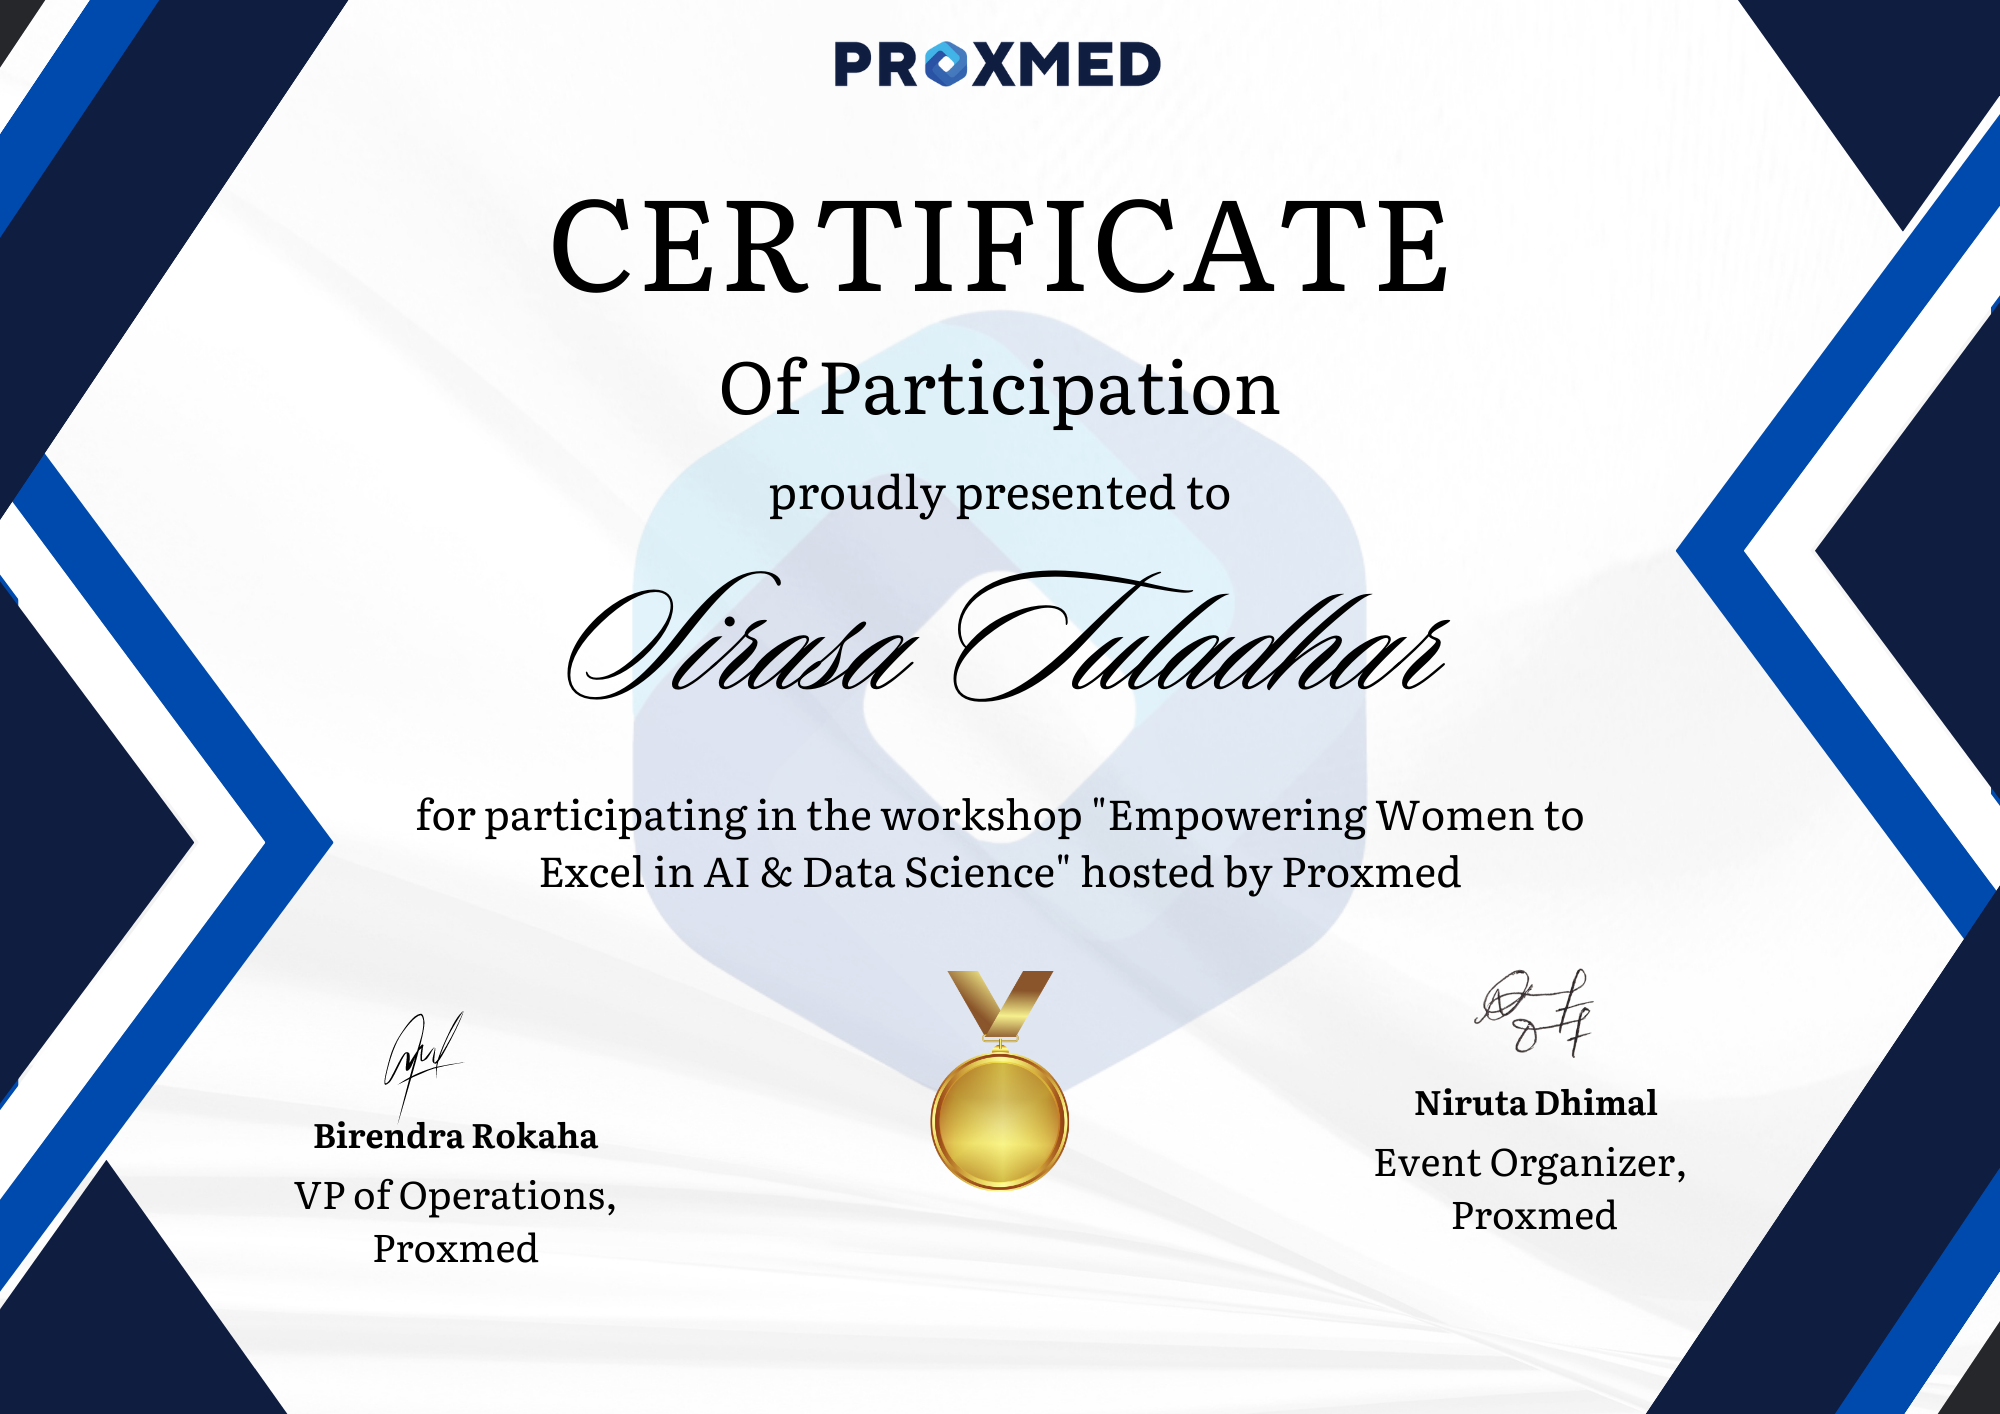 PROXMED
CERTIFICATE
Of Participation
proudly presented to
Sirasa Tuladhar
for participating in the workshop "Empowering Women to
Excel in AI & Data Science" hosted by Proxmed
Birendra Rokaha
VP of Operations,
Proxmed
Niruta Dhimal
Event Organizer,
Proxmed